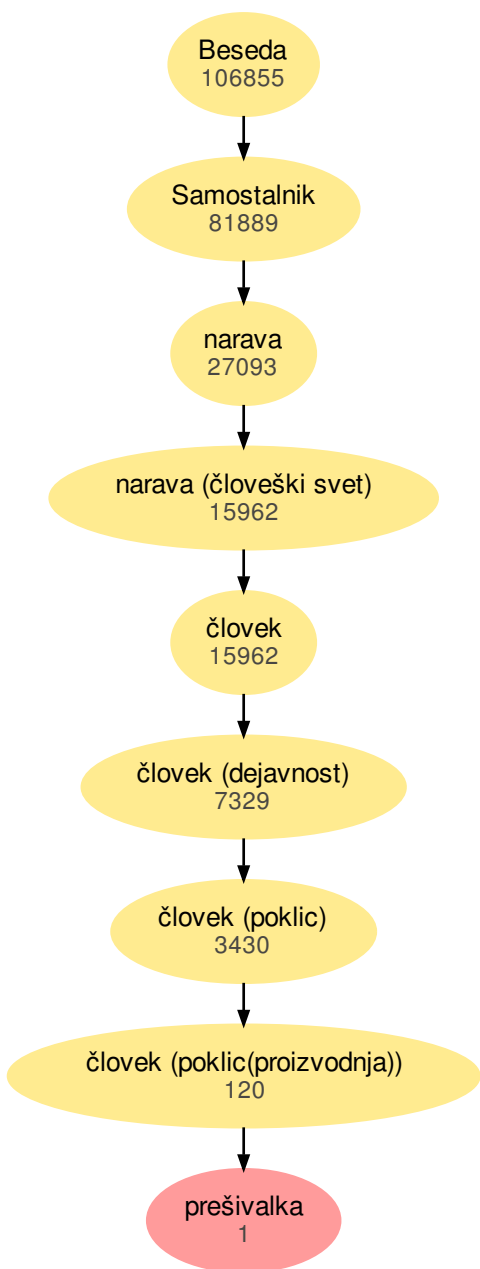 Beseda
106855
Samostalnik
81889
narava
27093
narava (človeški svet)
15962
človek
15962
človek (dejavnost)
7329
človek (poklic)
3430
človek (poklic(proizvodnja))
120
prešivalka
1